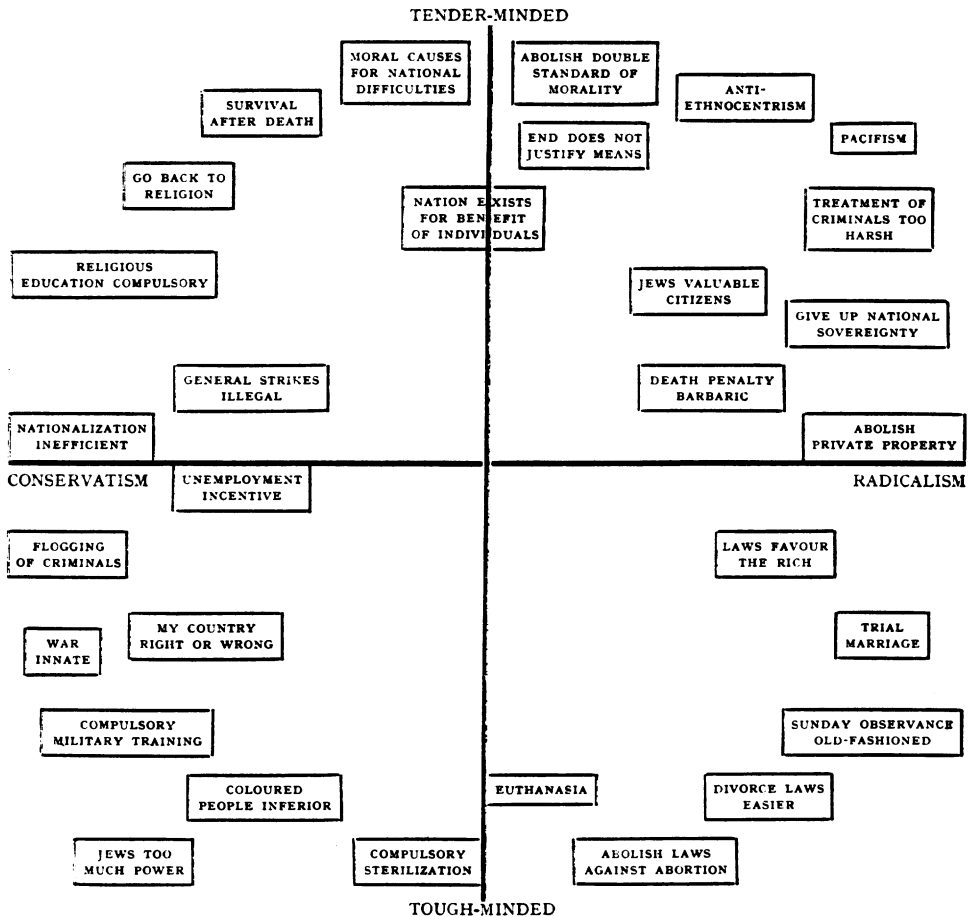 TENDER-MINDED
MORAL CAUSES
FOR NATIONAL
DIFFICULTIES
ABOLISH DOUBLE
STANDARD OF
MORALITY
ANTI-
ETHNOCENTRISM
SURVIVAL
AFTER DEATH
END DOES NOT
JUSTIFY MEANS
PACIFISM
GO BACK TO
RELIGION
NATION EXISTS
FOR BENEFIT
OF INDIVIDUALS
TREATMENT OF
CRIMINALS TOO
HARSH
RELIGIOUS
EDUCATION COMPULSORY
JEWS VALUABLE
CITIZENS
GIVE UP NATIONAL
SOVEREIGNTY
GENERAL STRIKES
ILLEGAL
DEATH PENALTY
BARBARIC
NATIONALIZATION
INEFFICIENT
ABOLISH
PRIVATE PROPERTY
CONSERVATISM
UNEMPLOYMENT
INCENTIVE
RADICALISM
FLOGGING
OF CRIMINALS
LAWS FAVOUR
THE RICH
WAR
INNATE
MY COUNTRY
RIGHT OR WRONG
TRIAL
MARRIAGE
COMPULSORY
MILITARY TRAINING
SUNDAY OBSERVANCE
OLD-FASHIONED
COLOURED
PEOPLE INFERIOR
EUTHANASIA
DIVORCE LAWS
EASIER
JEWS TOO
MUCH POWER
COMPULSORY
STERILIZATION
ABOLISH LAWS
AGAINST ABORTION
TOUGH-MINDED